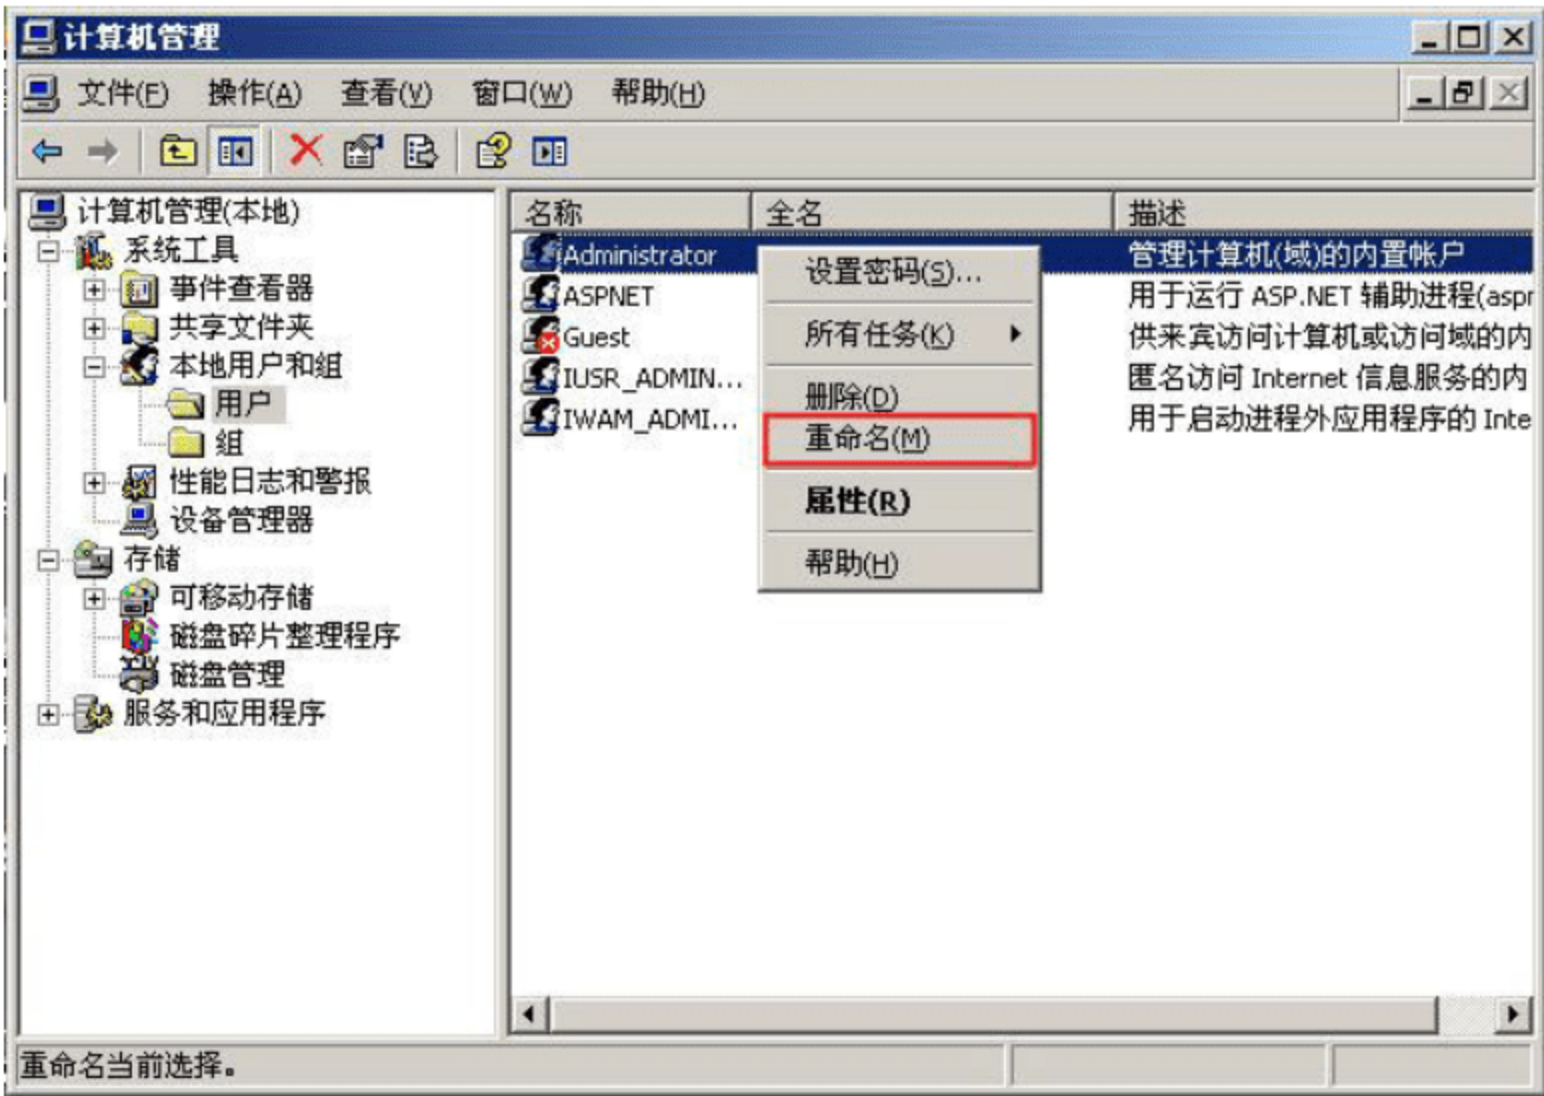 计算机管理
文件(F) 操作(A) 查看(V) 窗口(W) 帮助(H)
计算机管理(本地)
系统工具
事件查看器
共享文件夹
本地用户和组
用户
组
性能日志和警报
设备管理器
存储
可移动存储
磁盘碎片整理程序
磁盘管理
服务和应用程序
名称 全名 描述
Administrator 管理计算机(域)的内置帐户
ASPNET 用于运行 ASP.NET 辅助进程(aspr
Guest 供来宾访问计算机或访问域的内
IUSR_ADMIN... 匿名访问 Internet 信息服务的内
IWAM_ADMI... 用于启动进程外应用程序的 Inte
设置密码(S)...
所有任务(K)
删除(D)
重命名(M)
属性(R)
帮助(H)
重命名当前选择。